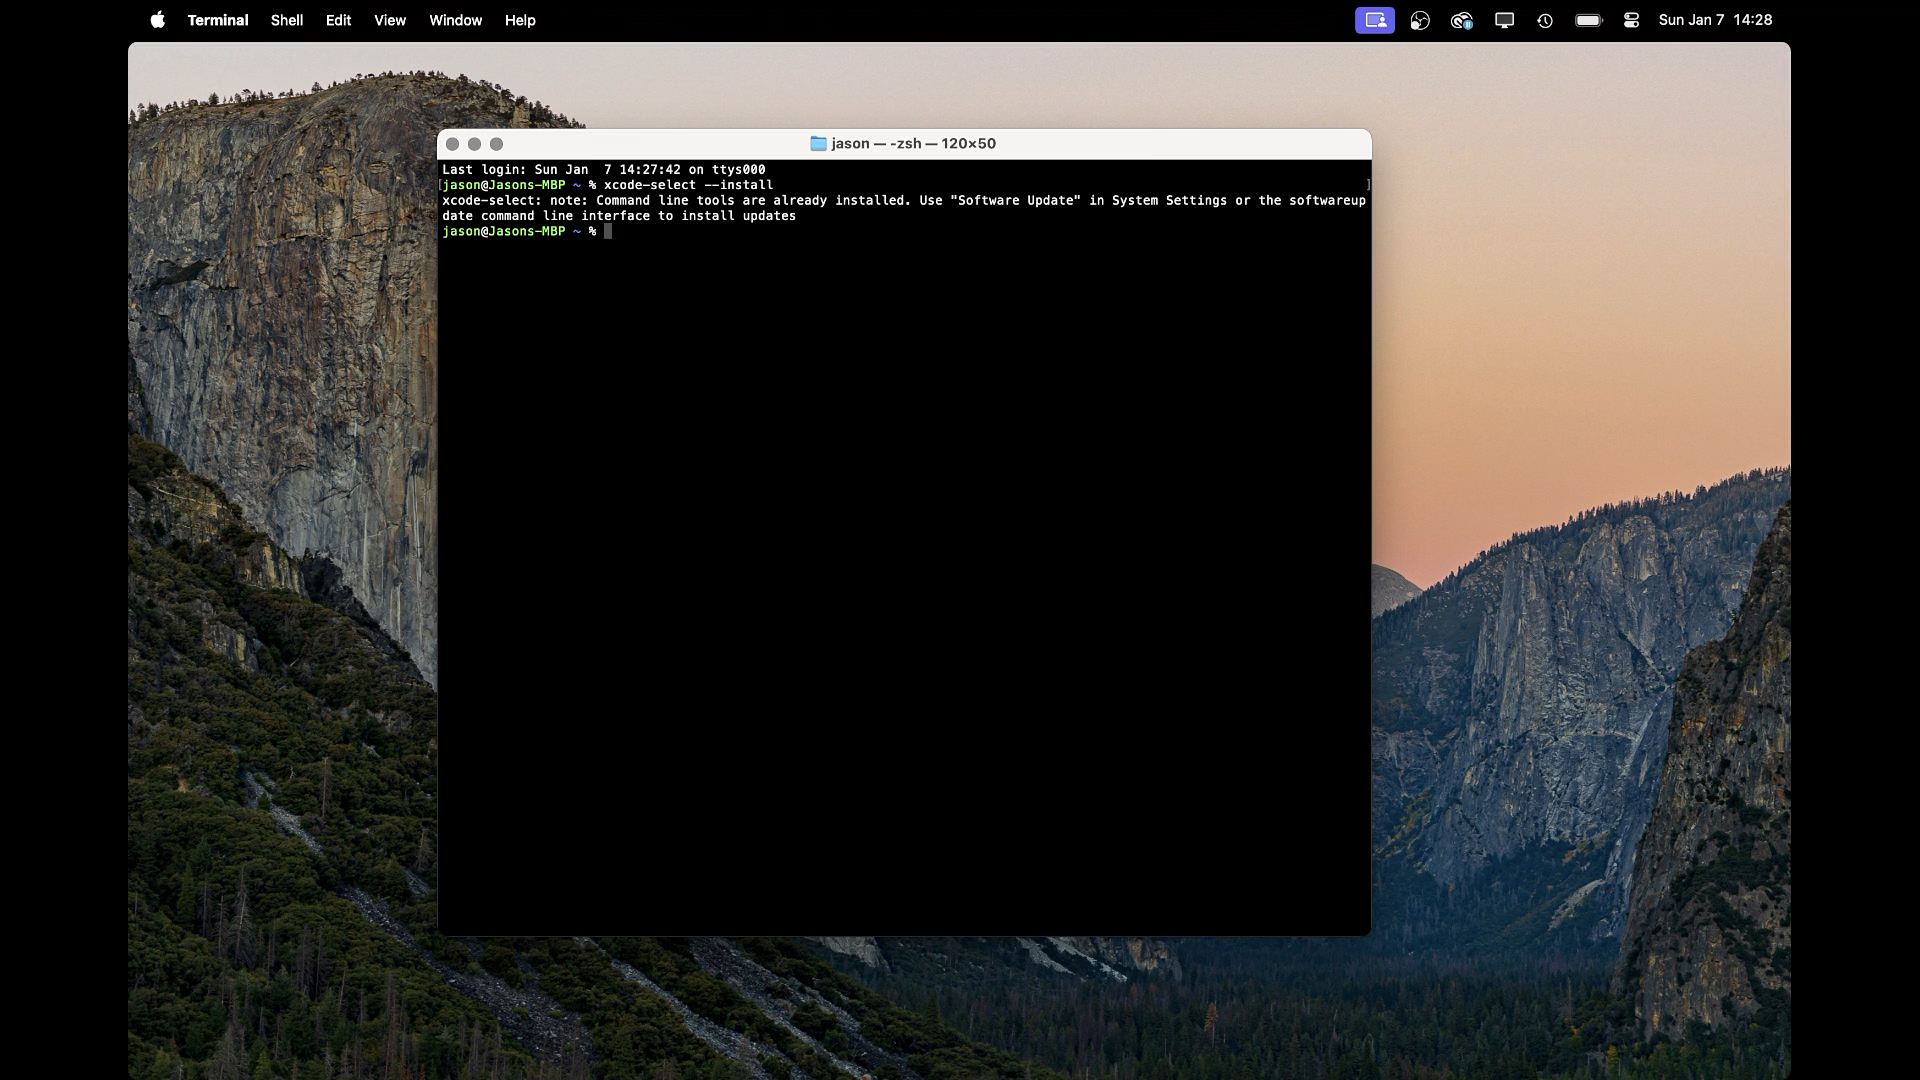 Terminal Shell Edit View Window Help Sun Jan 7 14:28
jason — -zsh — 120×50
Last login: Sun Jan  7 14:27:42 on ttys000
[jason@Jasons-MBP ~ % xcode-select --install ]
xcode-select: note: Command line tools are already installed. Use "Software Update" in System Settings or the softwareup
date command line interface to install updates
jason@Jasons-MBP ~ %